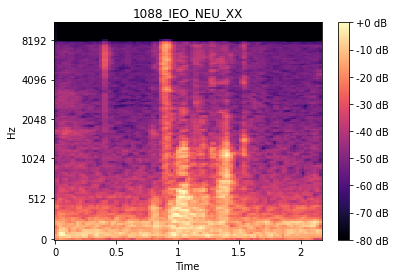 1088_IEO_NEU_XX
+0 dB
8192
-10 dB
4096
-20 dB
-30 dB
2048
Hz
-40 dB
1024
-50 dB
512
-60 dB
-70 dB
0
-80 dB
0
0.5
1
1.5
2
Time